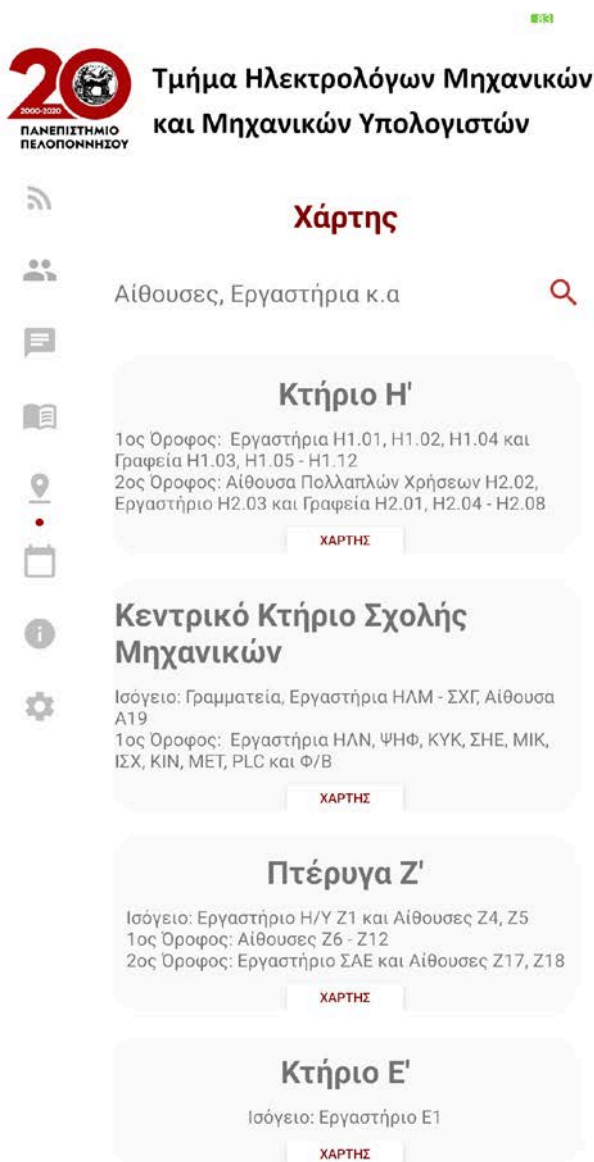 83
20
2000-2020
ΠΑΝΕΠΙΣΤΗΜΙΟ
ΠΕΛΟΠΟΝΝΗΣΟΥ
Τμήμα Ηλεκτρολόγων Μηχανικών
και Μηχανικών Υπολογιστών
Χάρτης
Αίθουσες, Εργαστήρια κ.α
Κτήριο Η'
1ος Όροφος:  Εργαστήρια Η1.01, Η1.02, Η1.04 και
Γραφεία Η1.03, Η1.05 - Η1.12
2ος Όροφος: Αίθουσα Πολλαπλών Χρήσεων Η2.02,
Εργαστήριο Η2.03 και Γραφεία Η2.01, Η2.04 - Η2.08
ΧΑΡΤΗΣ
Κεντρικό Κτήριο Σχολής
Μηχανικών
Ισόγειο: Γραμματεία, Εργαστήρια ΗΛΜ - ΣΧΓ, Αίθουσα
Α19
1ος Όροφος:  Εργαστήρια ΗΛΝ, ΨΗΦ, ΚΥΚ, ΣΗΕ, ΜΙΚ,
ΙΣΧ, ΚΙΝ, ΜΕΤ, PLC και Φ/Β
ΧΑΡΤΗΣ
Πτέρυγα Ζ'
Ισόγειο: Εργαστήριο Η/Υ Ζ1 και Αίθουσες Ζ4, Ζ5
1ος Όροφος: Αίθουσες Ζ6 - Ζ12
2ος Όροφος: Εργαστήριο ΣΑΕ και Αίθουσες Ζ17, Ζ18
ΧΑΡΤΗΣ
Κτήριο Ε'
Ισόγειο: Εργαστήριο Ε1
ΧΑΡΤΗΣ